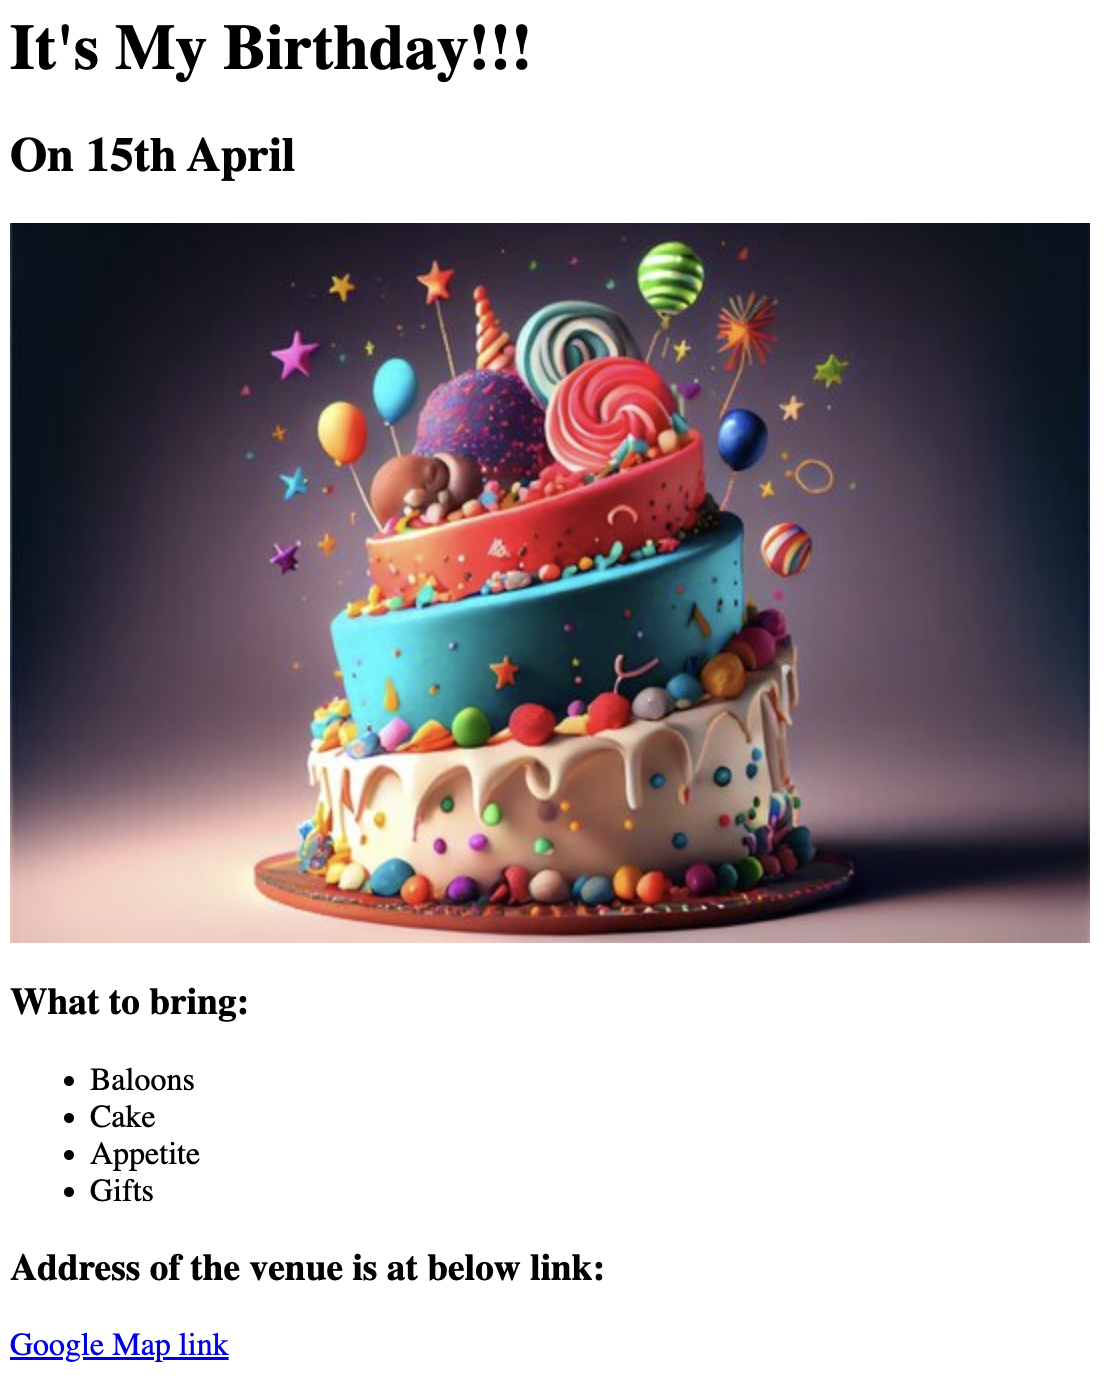 It's My Birthday!!!
On 15th April
What to bring:
Baloons
Cake
Appetite
Gifts
Address of the venue is at below link:
Google Map link